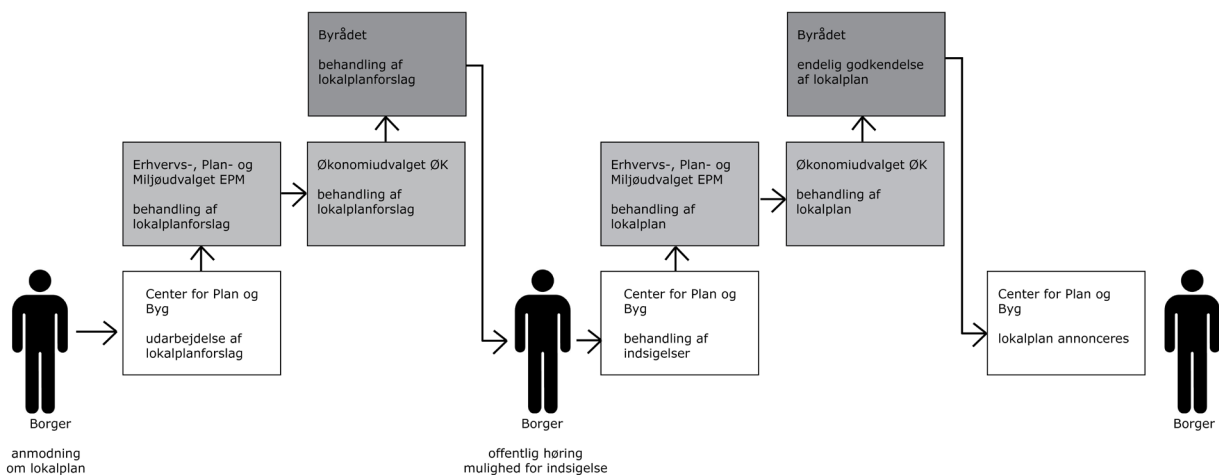 Borger
anmodning
om lokalplan
Center for Plan og
Byg
udarbejdelse af
lokalplanforslag
Erhvervs-, Plan- og
Miljøudvalget EPM
behandling af
lokalplanforslag
Økonomiudvalget ØK
behandling af
lokalplanforslag
Byrådet
behandling af
lokalplanforslag
Borger
offentlig høring
mulighed for indsigelse
Center for Plan og
Byg
behandling af
indsigelser
Erhvervs-, Plan- og
Miljøudvalget EPM
behandling af
lokalplan
Økonomiudvalget ØK
behandling af
lokalplan
Byrådet
endelig godkendelse
af lokalplan
Center for Plan og
Byg
lokalplan annonceres
Borger